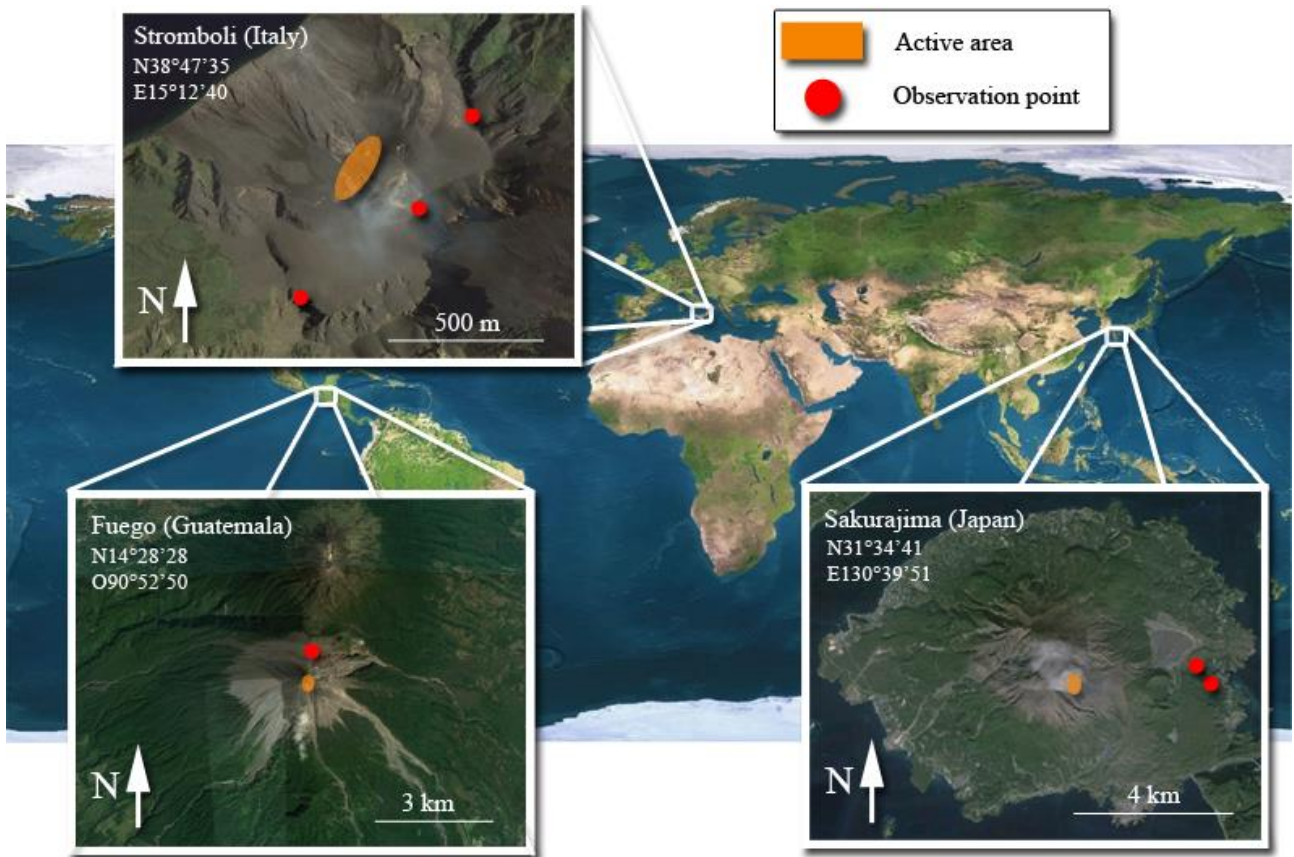 Stromboli (Italy)
N38°47'35
E15°12'40
N
500 m
Active area
Observation point
Fuego (Guatemala)
N14°28'28
O90°52'50
N
3 km
Sakurajima (Japan)
N31°34'41
E130°39'51
N
4 km